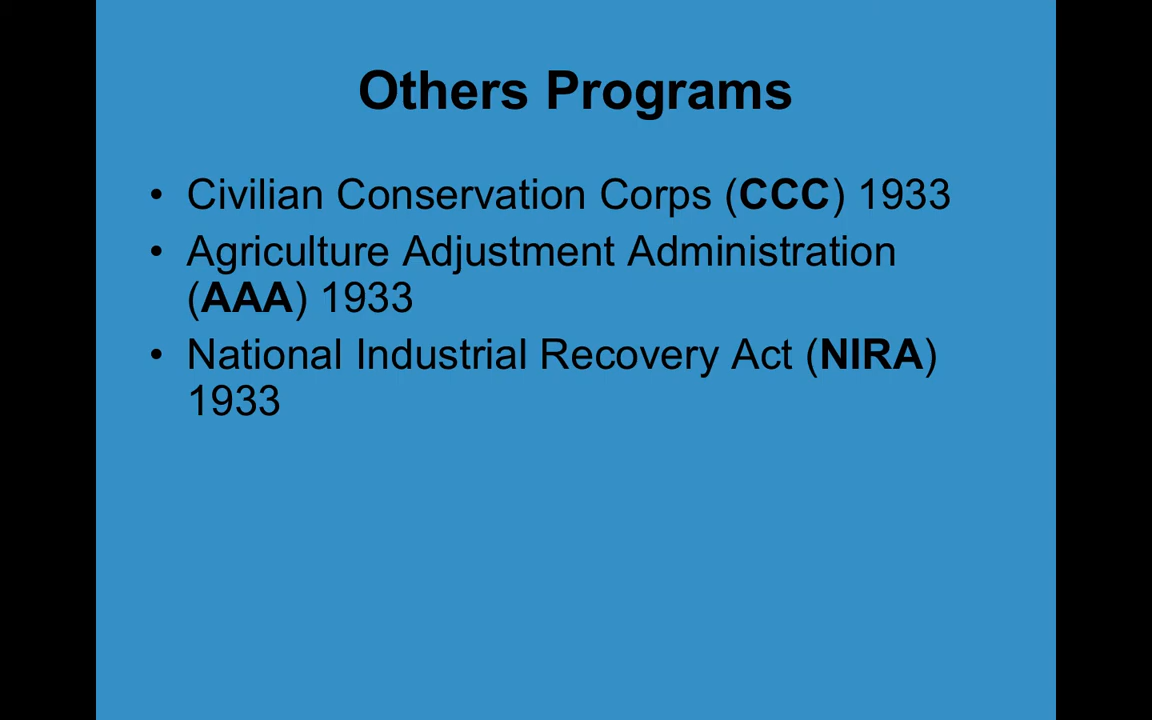 Others Programs
• Civilian Conservation Corps (CCC) 1933
• Agriculture Adjustment Administration
(AAA) 1933
• National Industrial Recovery Act (NIRA)
1933